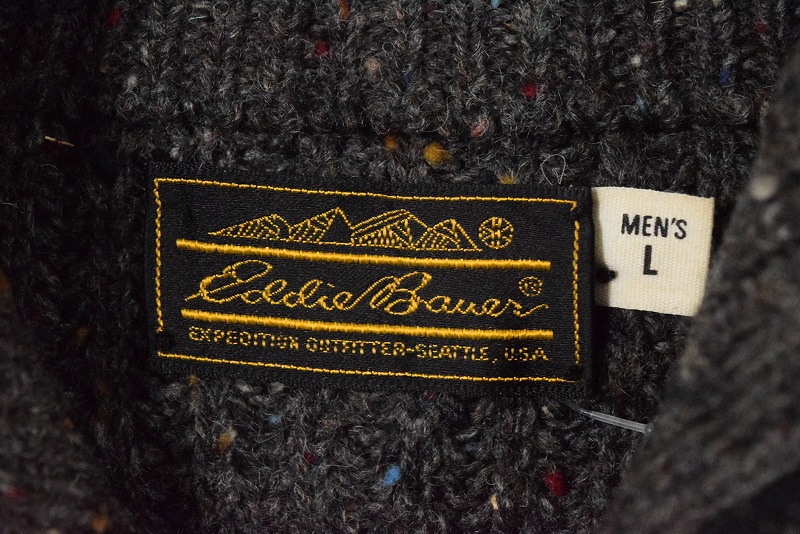 Eddie Bauer®
EXPEDITION OUTFITTER-SEATTLE, U.S.A
MEN'S
L